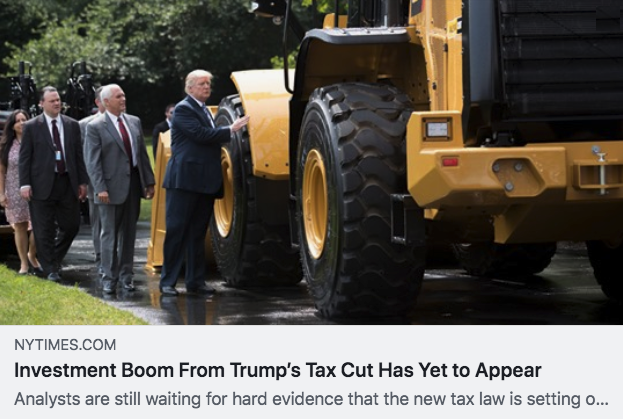 NYTIMES.COM
Investment Boom From Trump's Tax Cut Has Yet to Appear
Analysts are still waiting for hard evidence that the new tax law is setting o...